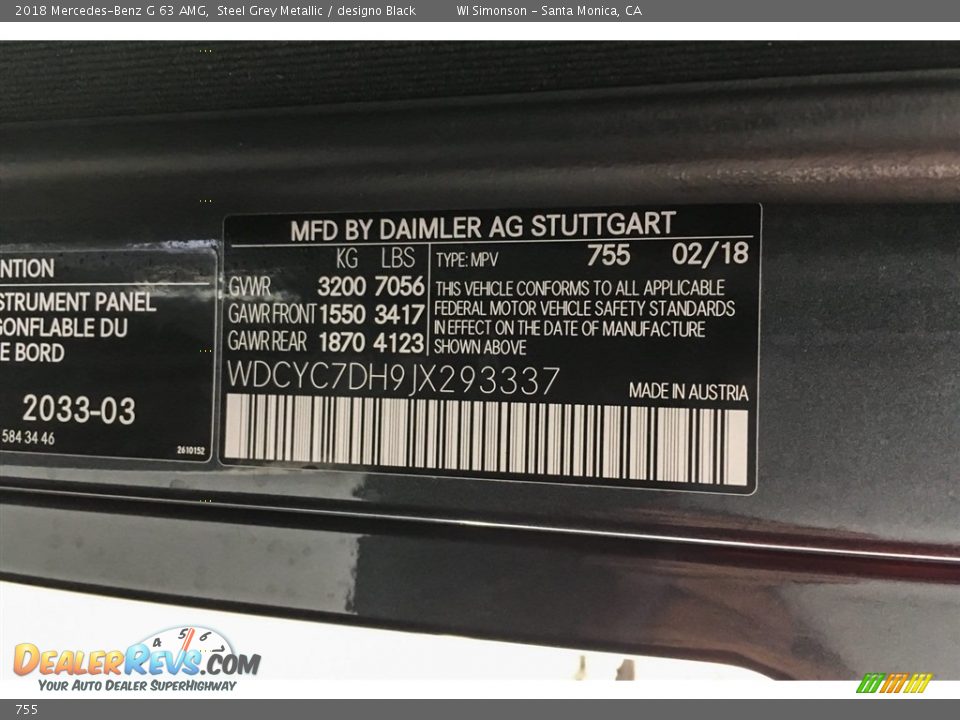 2018 Mercedes-Benz G 63 AMG, Steel Grey Metallic / designo Black WI Simonson - Santa Monica, CA
MFD BY DAIMLER AG STUTTGART
KG LBS
GVWR 3200 7056
GAWR FRONT 1550 3417
GAWR REAR 1870 4123
TYPE: MPV 755 02/18
THIS VEHICLE CONFORMS TO ALL APPLICABLE
FEDERAL MOTOR VEHICLE SAFETY STANDARDS
IN EFFECT ON THE DATE OF MANUFACTURE
SHOWN ABOVE
WDCYC7DH9JX293337
MADE IN AUSTRIA
NTION
STRUMENT PANEL
GONFLABLE DU
E BORD
2033-03
584 34 46
2610152
4 5 6
DEALERREVS.COM
YOUR AUTO DEALER SUPERHIGHWAY
755